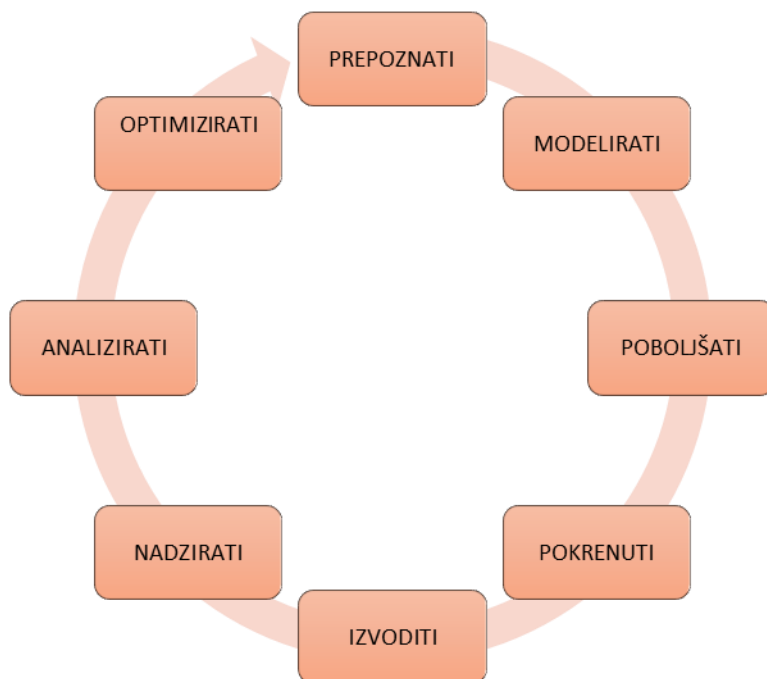 PREPOZNATI
MODELIRATI
POBOLJŠATI
POKRENUTI
IZVODITI
NADZIRATI
ANALIZIRATI
OPTIMIZIRATI